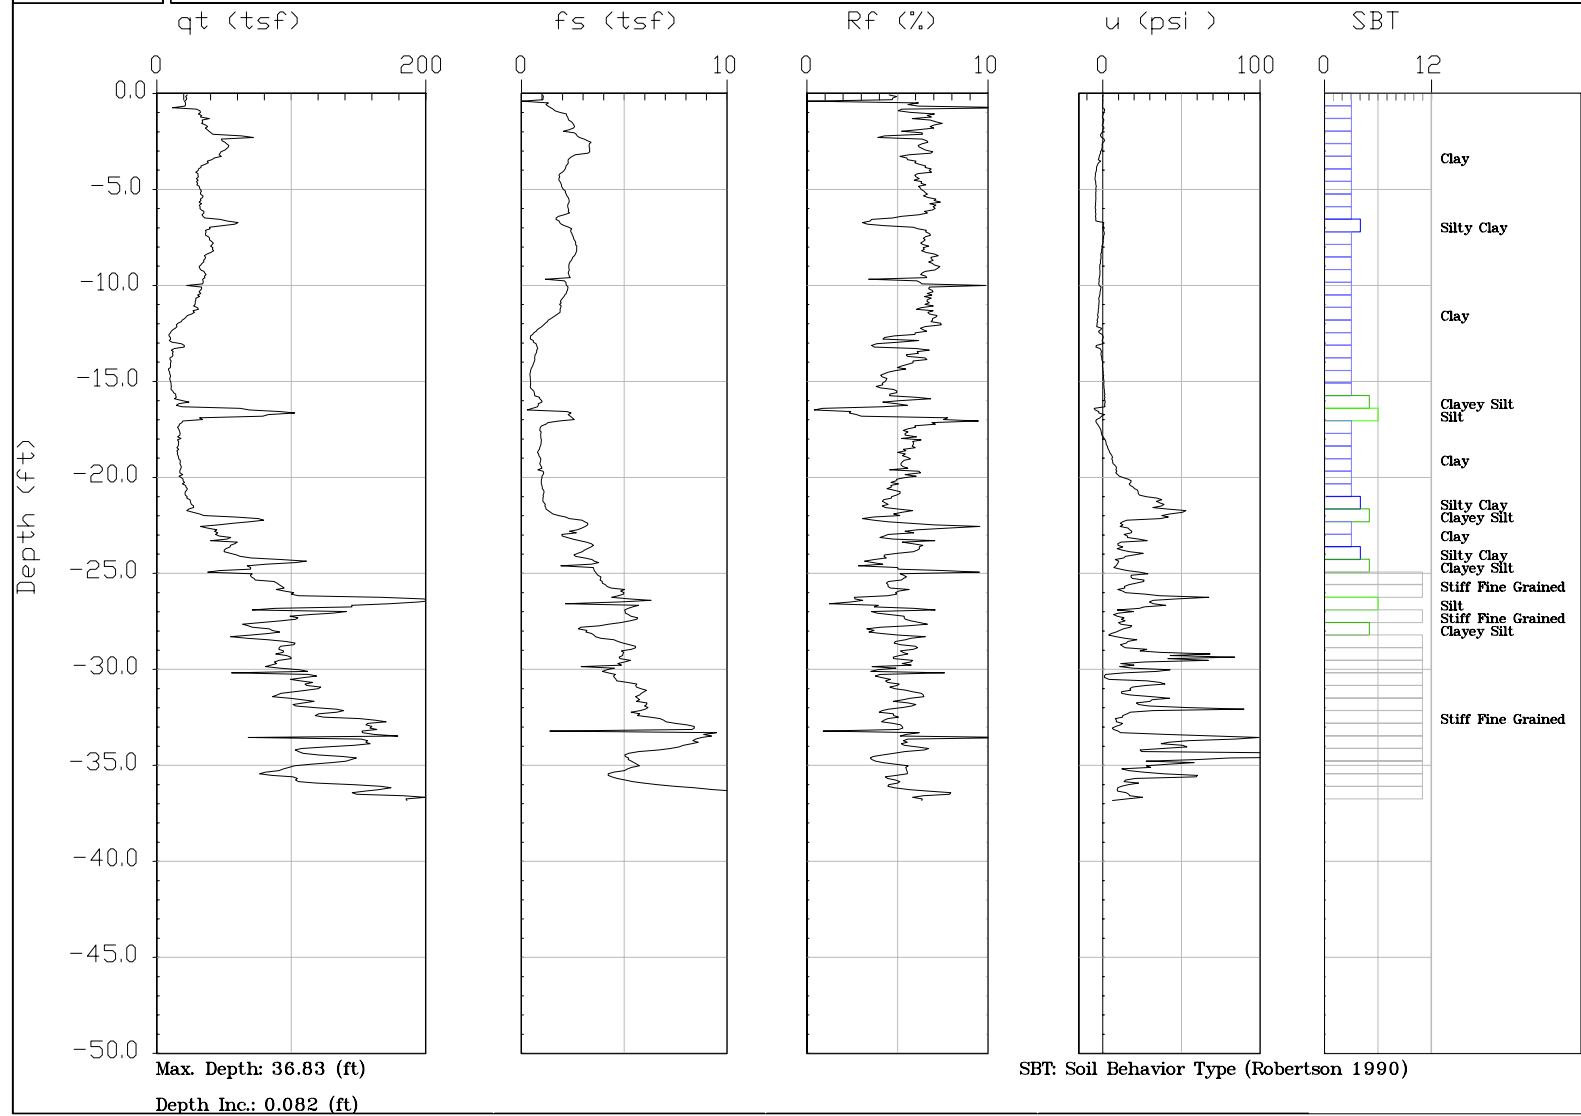 qt (tsf) fs (tsf) Rf (%) u (psi ) SBT
0 200 0 10 0 10 0 100 0 12
0.0
Clay
-5.0
Silty Clay
-10.0
Clay
-15.0
Clayey Silt
Silt
Depth (ft)
Clay
-20.0
Silty Clay
Clayey Silt
Clay
Silty Clay
Clayey Silt
-25.0
Stiff Fine Grained
Silt
Stiff Fine Grained
Clayey Silt
-30.0
Stiff Fine Grained
-35.0
-40.0
-45.0
-50.0
Max. Depth: 36.83 (ft) SBT: Soil Behavior Type (Robertson 1990)
Depth Inc.: 0.082 (ft)